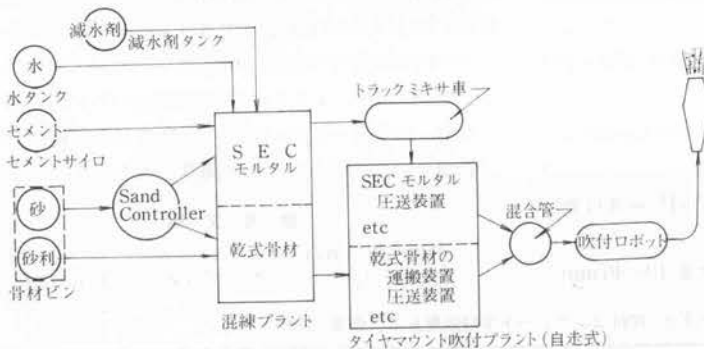 減水剤
減水剤タンク
水
水タンク
セメント
セメントサイロ
砂
Sand
Controller
砂利
骨材ビン
S E C
モルタル
乾式骨材
混練プラント
トラックミキサ車
SEC モルタル
圧送装置
etc
乾式骨材の
運搬装置
圧送装置
etc
タイヤマウント吹付プラント(自走式)
混合管
吹付ロボット